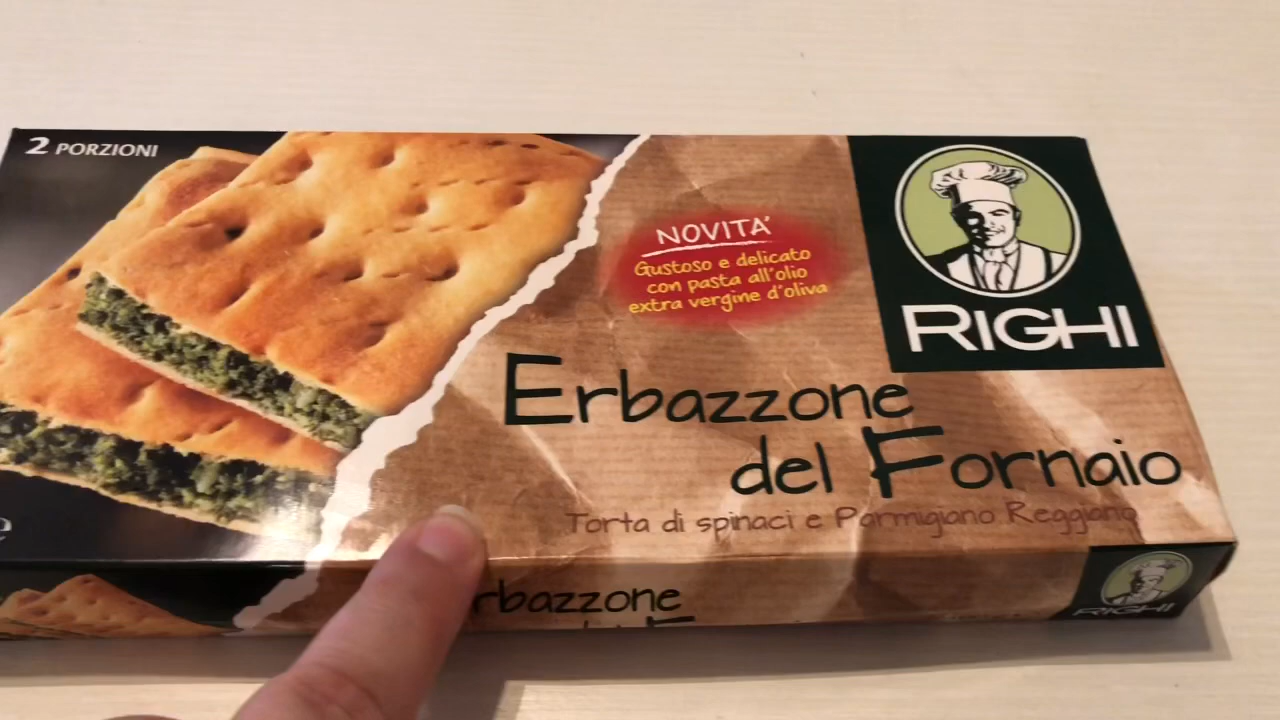 2 PORZIONI
NOVITA'
Gustoso e delicato
con pasta all'olio
extra vergine d'oliva
RIGHI
Erbazzone
del Fornaio
Torta di spinaci e Parmigiano Reggiano
rbazzone
RIGHI